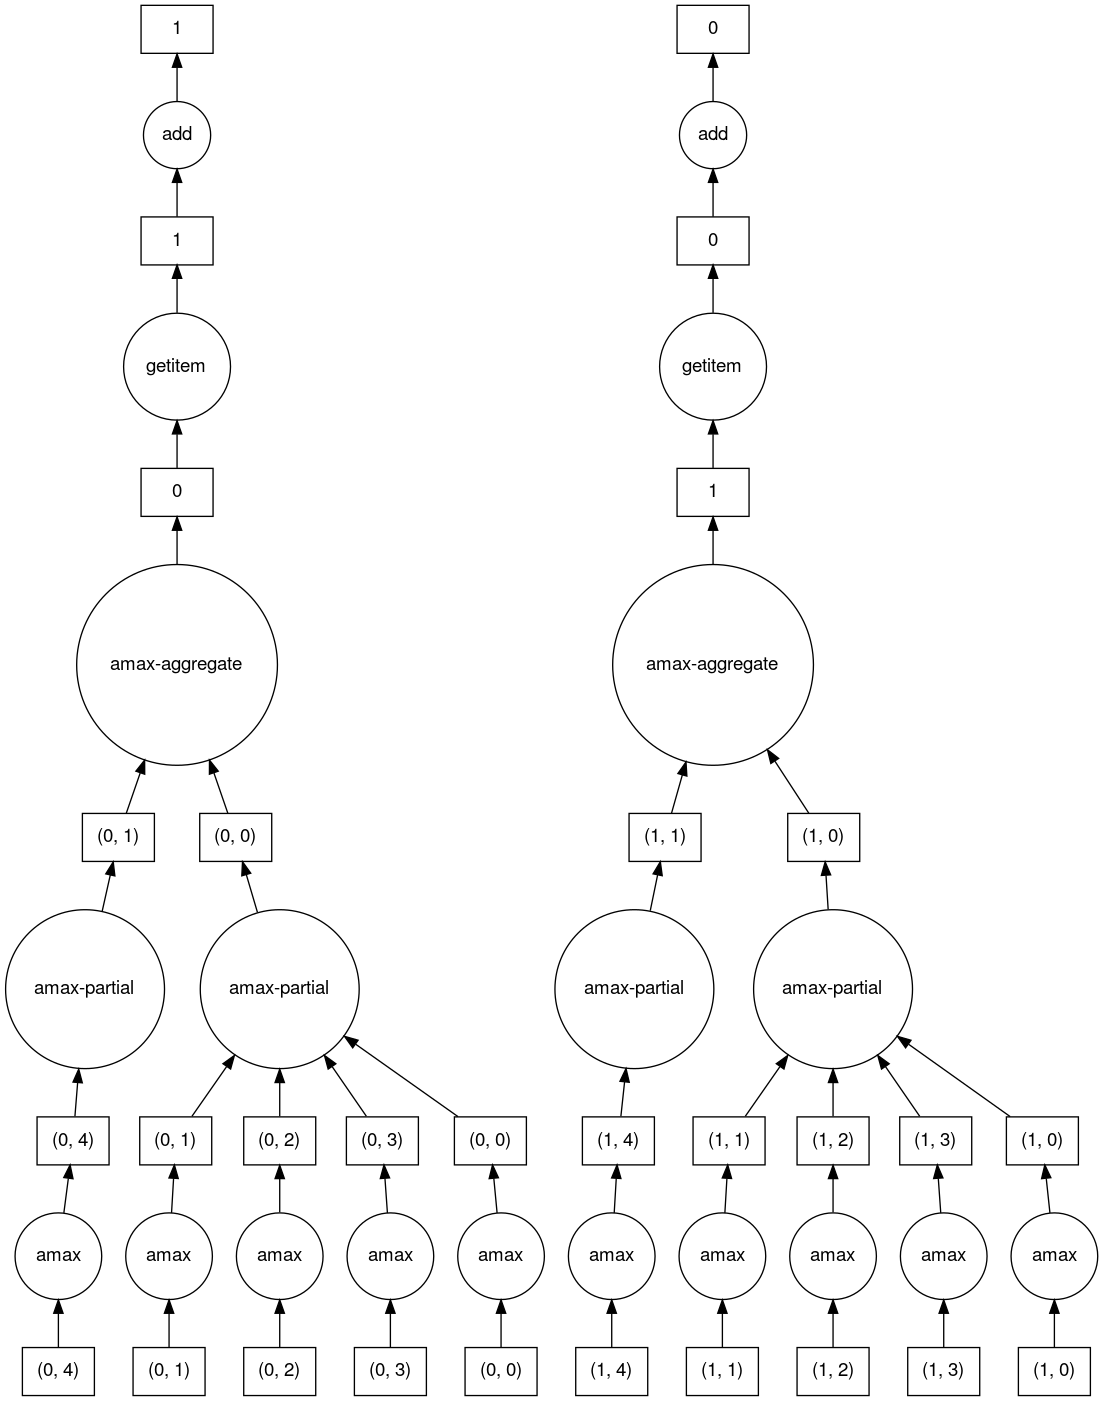 1 0
add add
1 0
getitem getitem
0 1
amax-aggregate amax-aggregate
(0, 1) (0, 0) (1, 1) (1, 0)
amax-partial amax-partial amax-partial amax-partial
(0, 4) (0, 1) (0, 2) (0, 3) (0, 0) (1, 4) (1, 1) (1, 2) (1, 3) (1, 0)
amax amax amax amax amax amax amax amax amax amax
(0, 4) (0, 1) (0, 2) (0, 3) (0, 0) (1, 4) (1, 1) (1, 2) (1, 3) (1, 0)